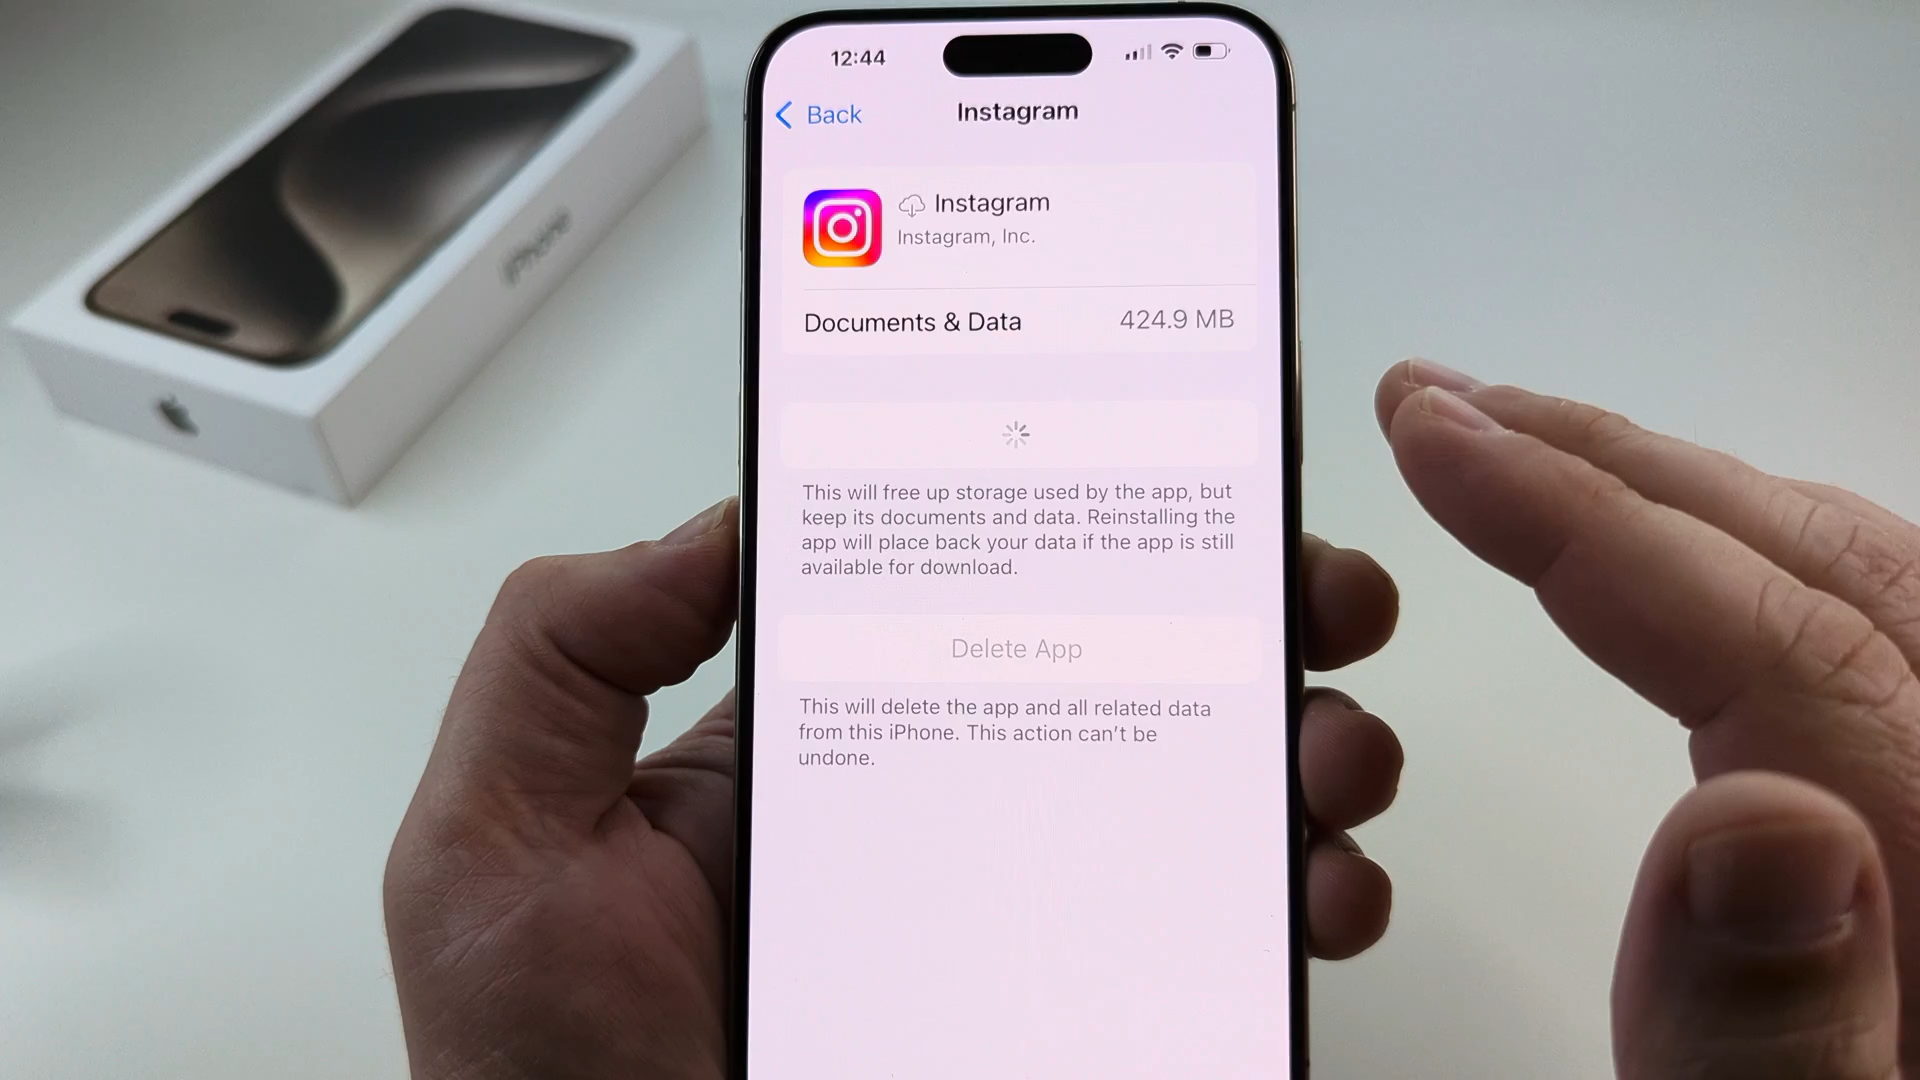 12:44
Back
Instagram
Instagram
Instagram, Inc.
Documents & Data
424.9 MB
This will free up storage used by the app, but
keep its documents and data. Reinstalling the
app will place back your data if the app is still
available for download.
Delete App
This will delete the app and all related data
from this iPhone. This action can't be
undone.
iPhone